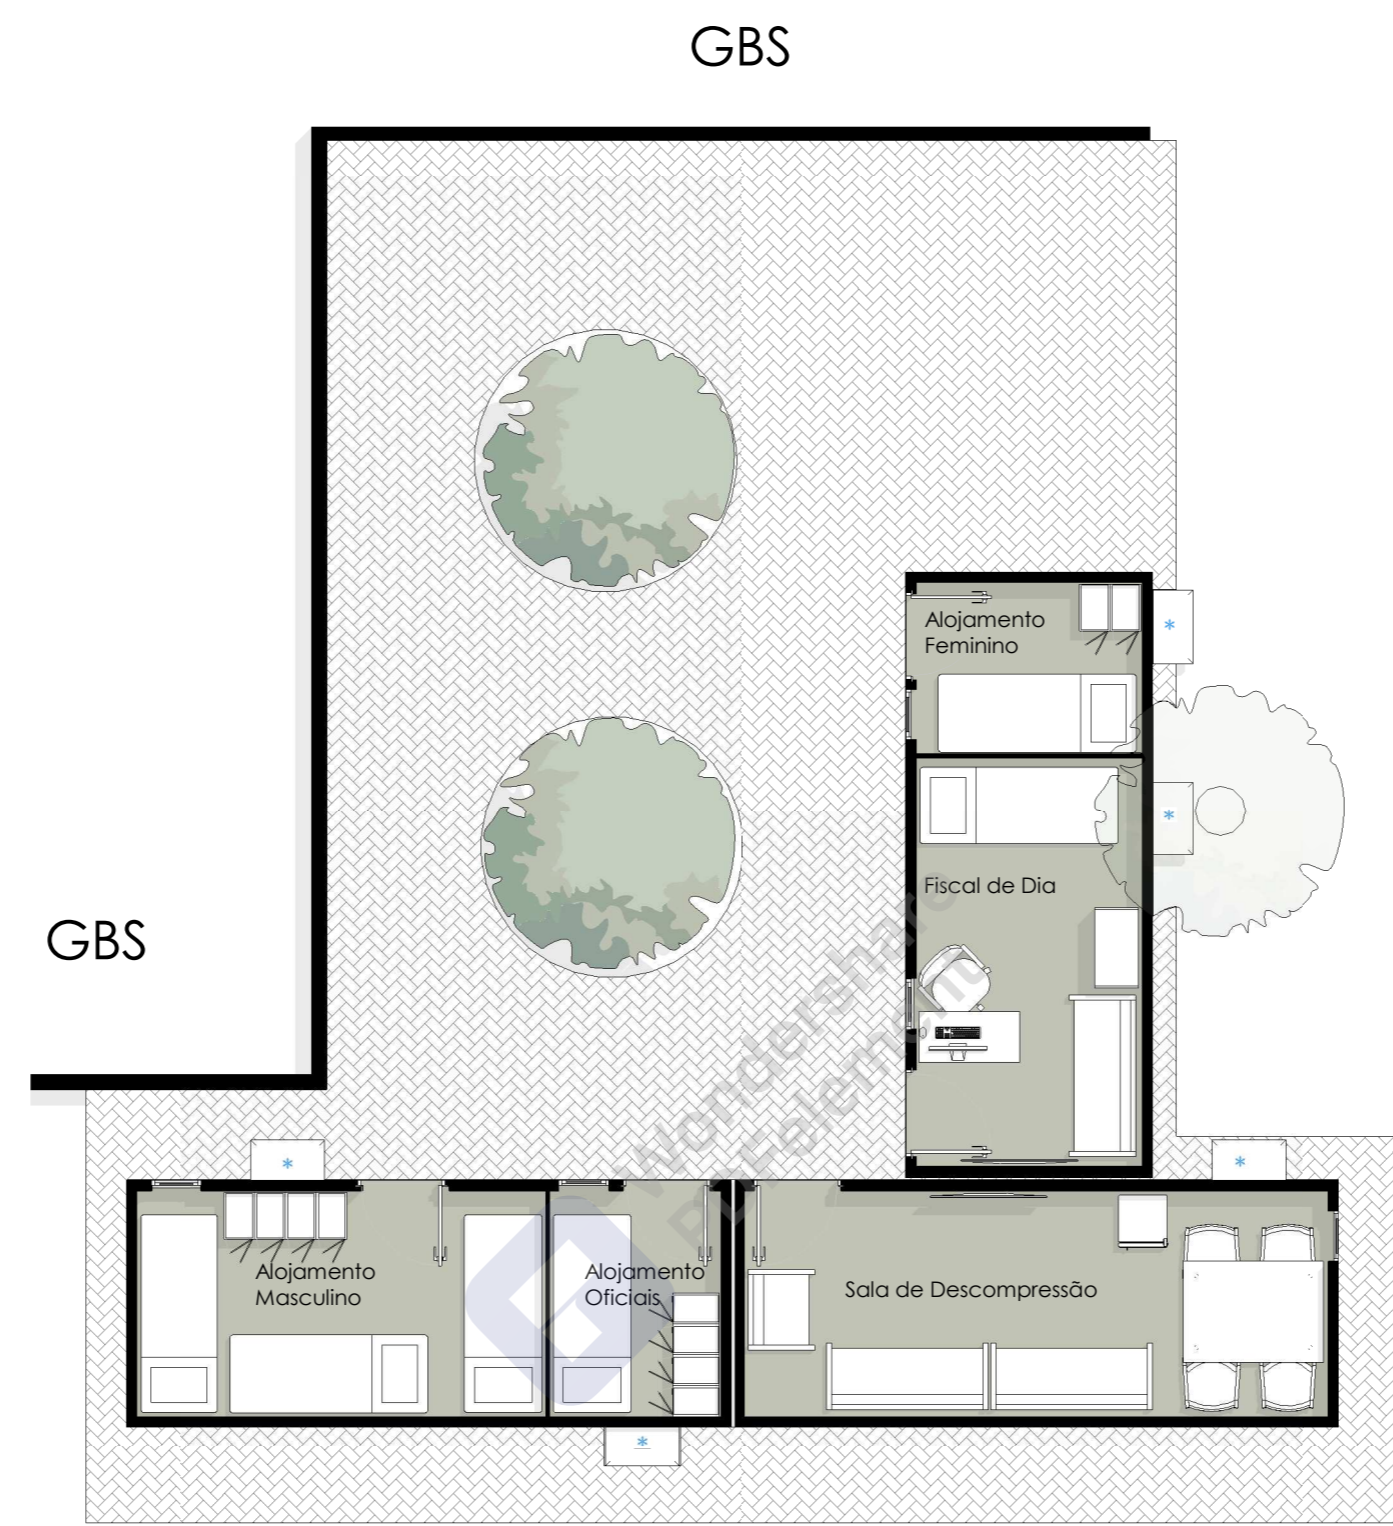 GBS
Alojamento
Feminino
*
*
Fiscal de Dia
GBS
Wondershare
PDFelement
*
*
Alojamento
Masculino
Alojamento
Oficiais
Sala de Descompressão
*